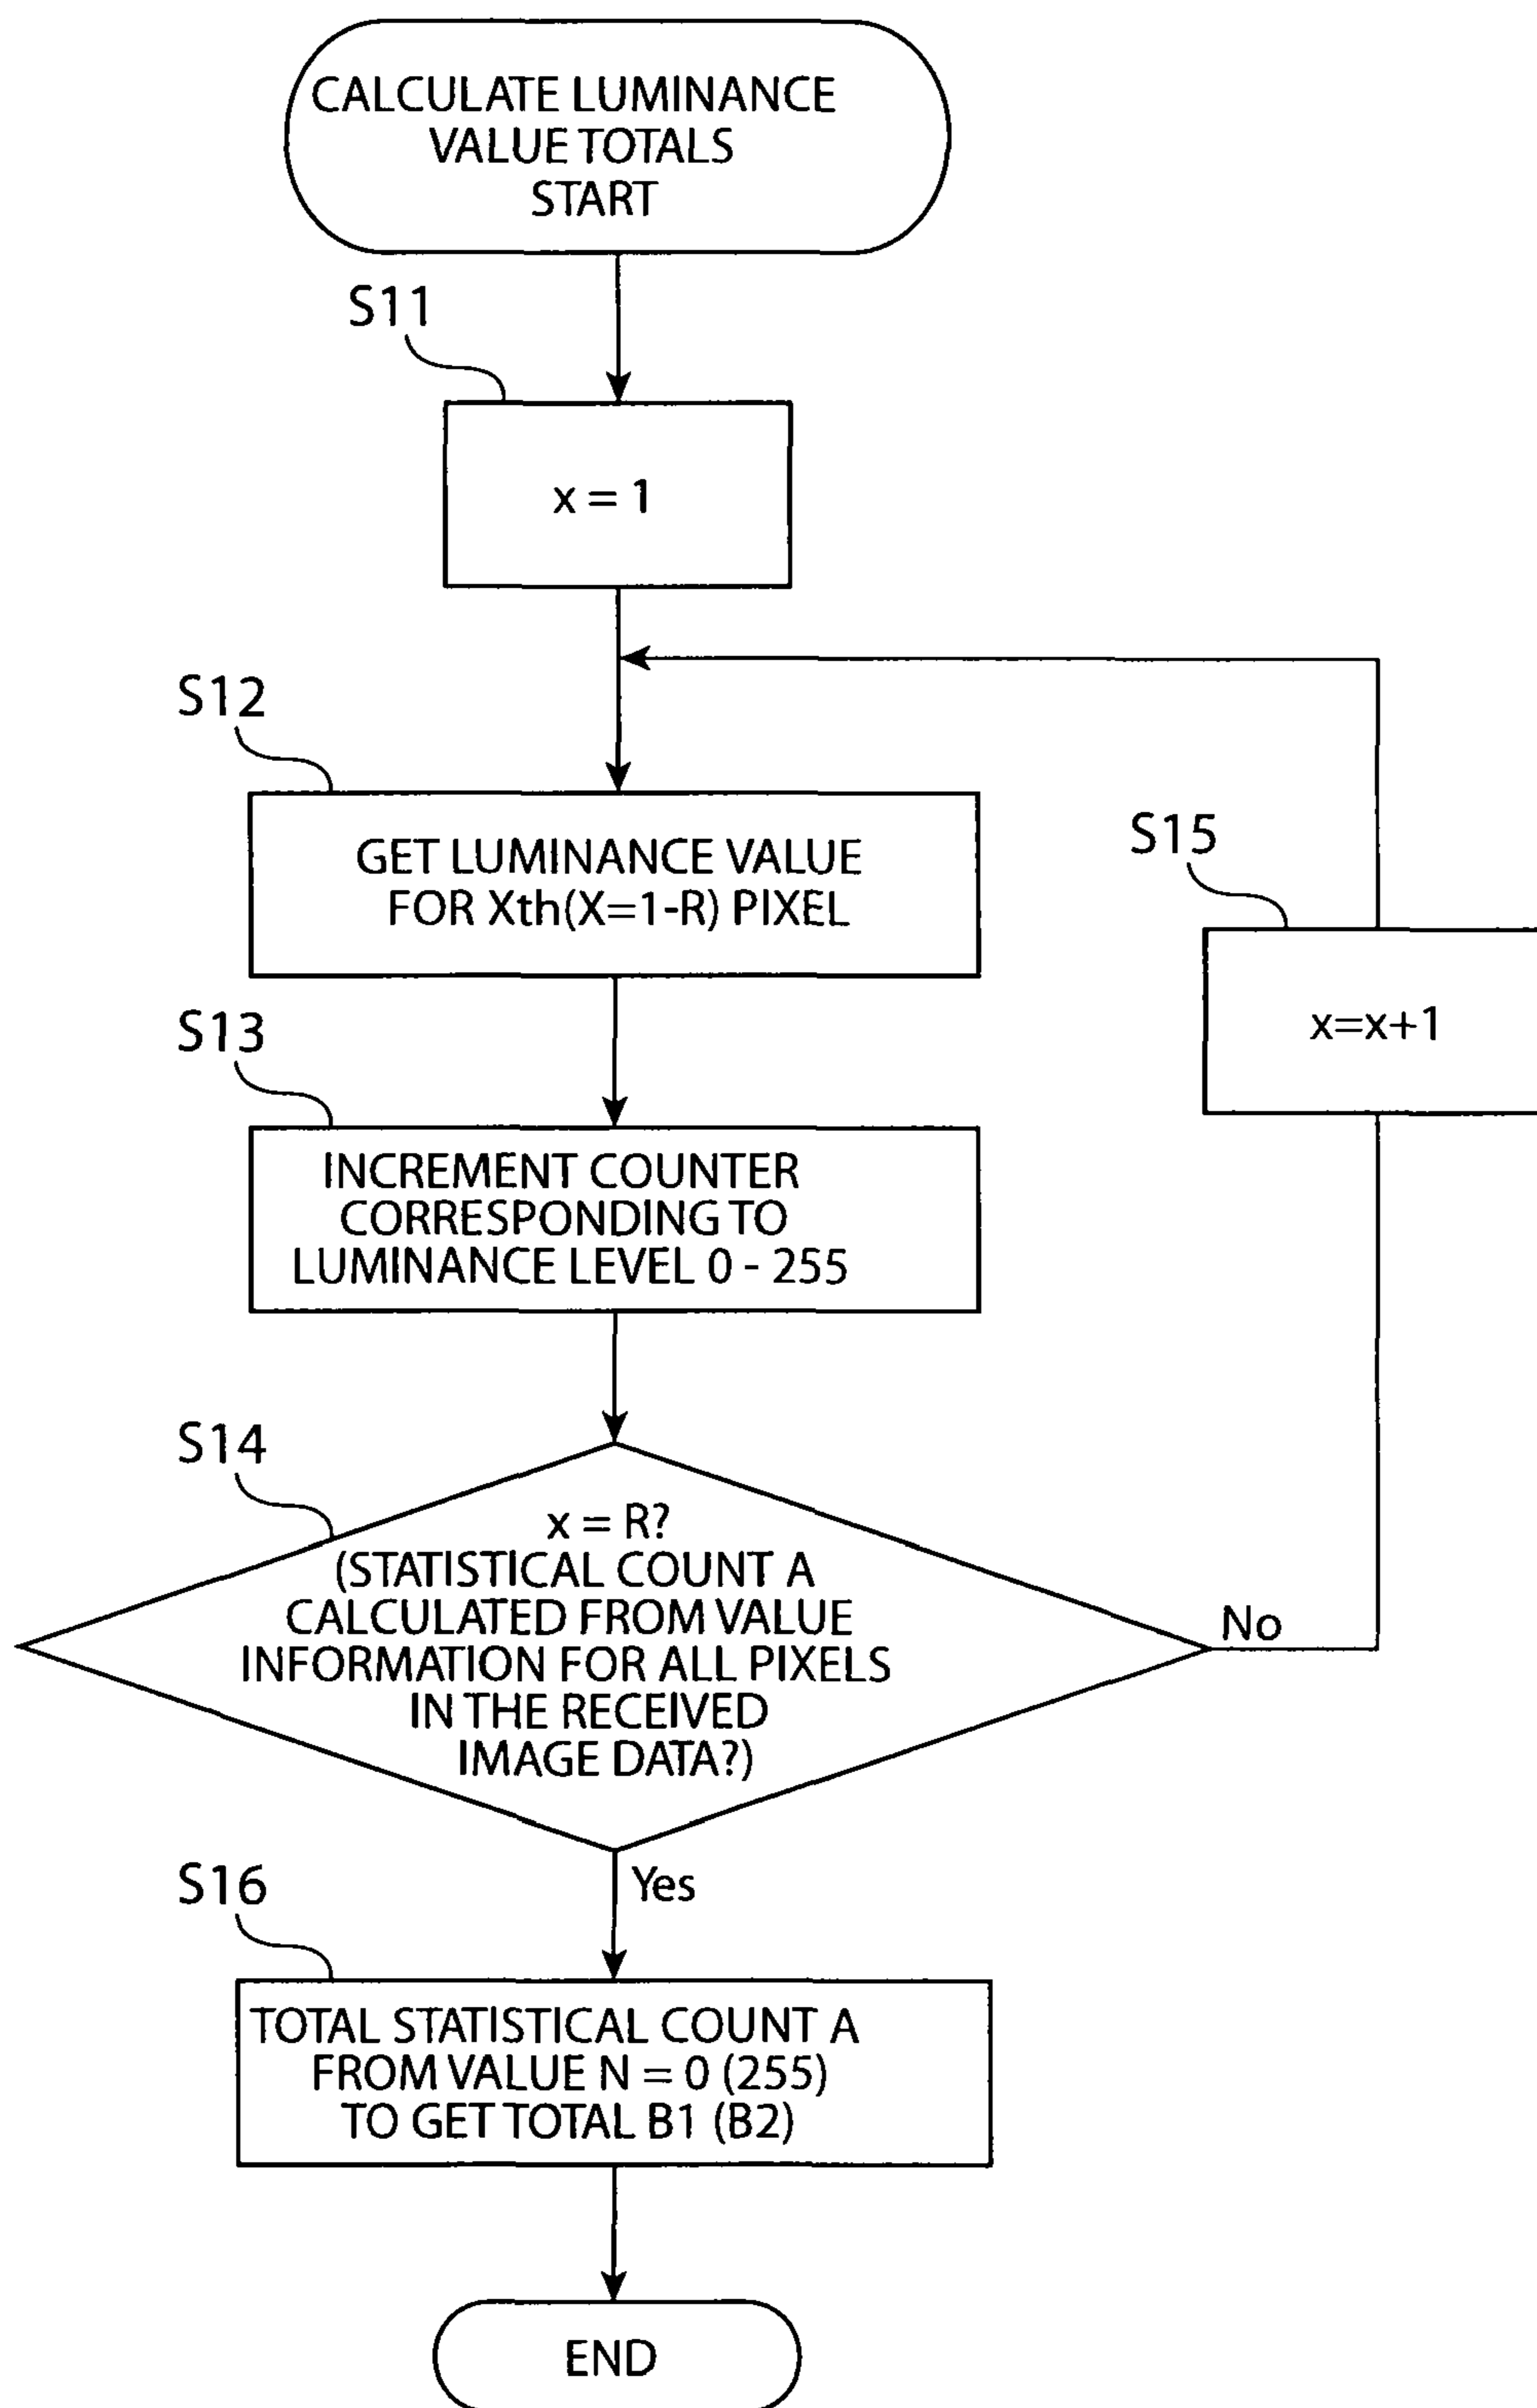 CALCULATE LUMINANCE
VALUE TOTALS
START
S11
x = 1
S12
GET LUMINANCE VALUE
FOR Xth(X=1-R) PIXEL
S15
x=x+1
S13
INCREMENT COUNTER
CORRESPONDING TO
LUMINANCE LEVEL 0 - 255
S14
x = R?
(STATISTICAL COUNT A
CALCULATED FROM VALUE
INFORMATION FOR ALL PIXELS
IN THE RECEIVED
IMAGE DATA?)
No
Yes
S16
TOTAL STATISTICAL COUNT A
FROM VALUE N = 0 (255)
TO GET TOTAL B1 (B2)
END